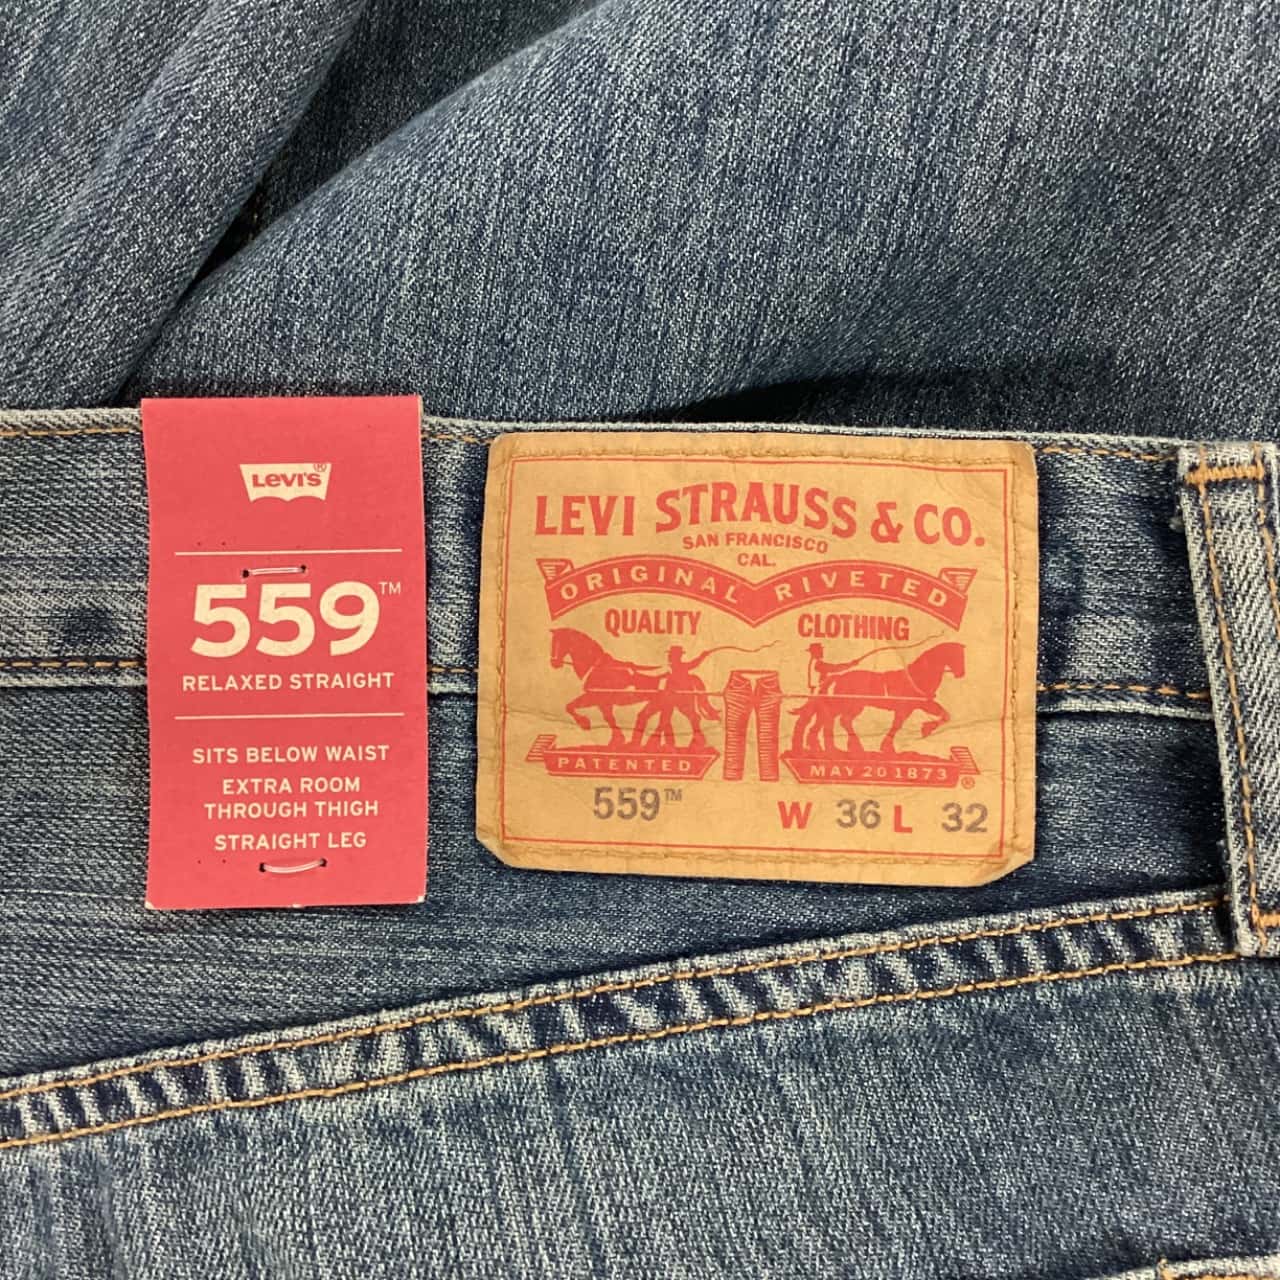 LEVI'S®
559™
RELAXED STRAIGHT
SITS BELOW WAIST
EXTRA ROOM
THROUGH THIGH
STRAIGHT LEG
LEVI STRAUSS & CO.
SAN FRANCISCO
CAL.
ORIGINAL RIVETED
QUALITY CLOTHING
PATENTED MAY 20 1873 ®
559™ W 36 L 32